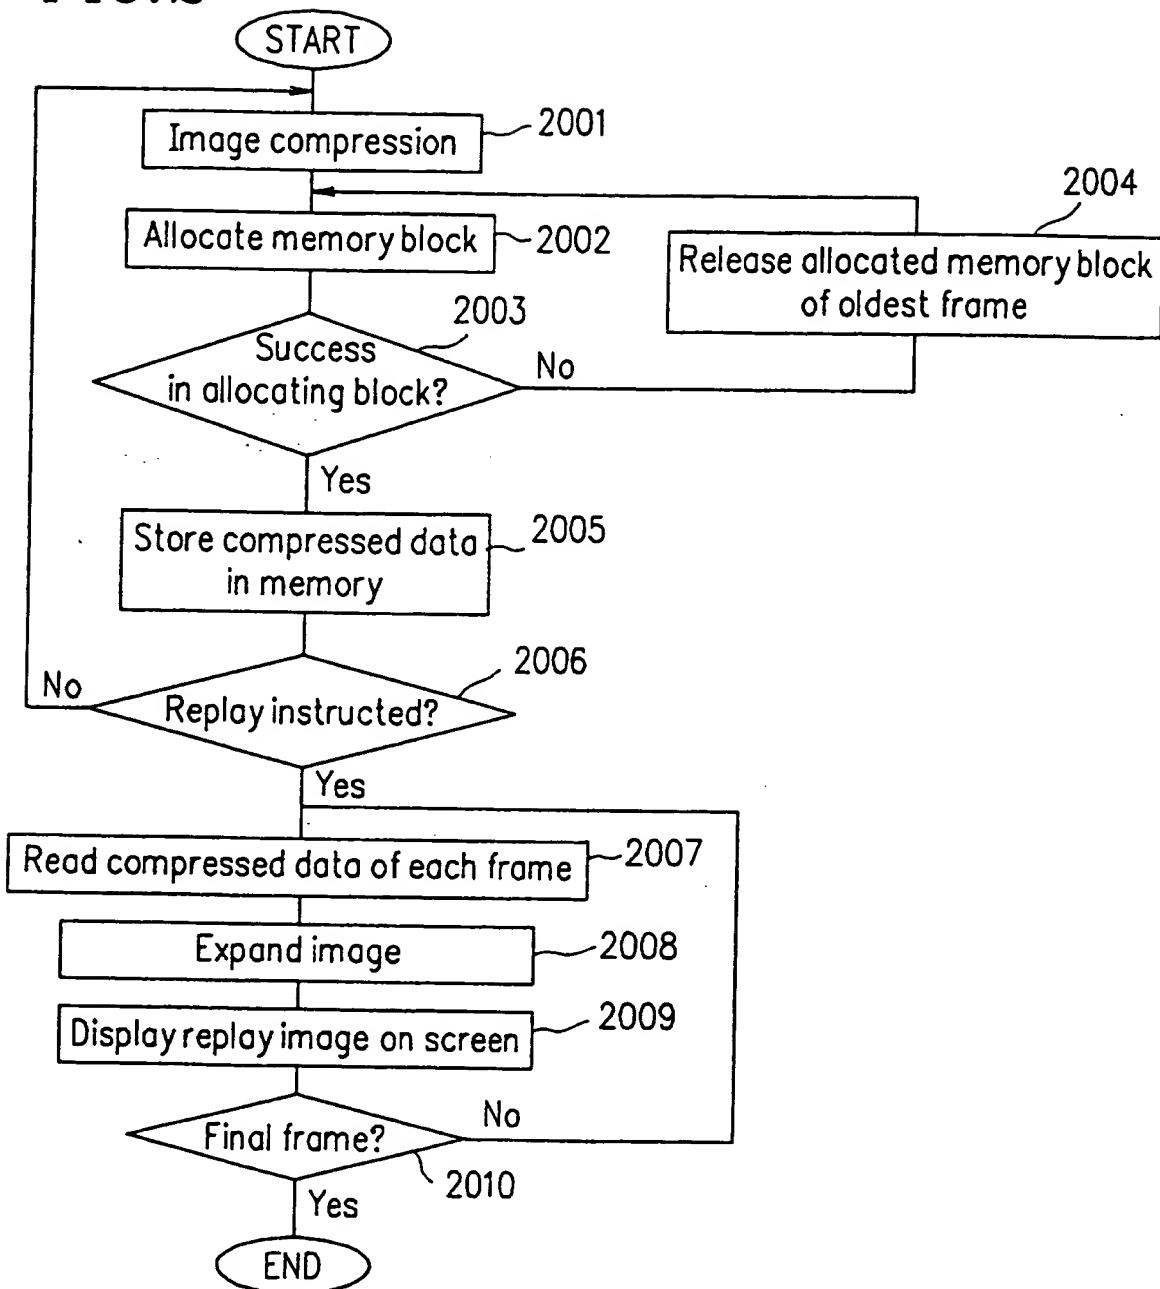 START
Image compression
2001
Allocate memory block
2002
2004
Release allocated memory block
of oldest frame
2003
Success
in allocating block?
No
Yes
Store compressed data
in memory
2005
2006
No
Replay instructed?
Yes
Read compressed data of each frame
2007
Expand image
2008
Display replay image on screen
2009
Final frame?
No
2010
Yes
END